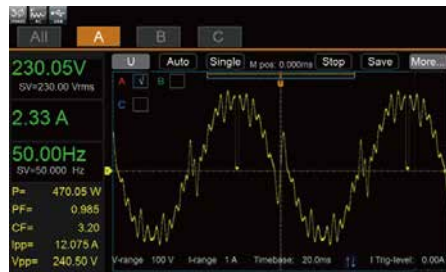 All A B C
230.05V
SV=230.00 Vrms
2.33 A
50.00Hz
SV=50.000 Hz
P= 470.05 W
PF= 0.985
CF= 3.20
Ipp= 12.075 A
Vpp= 240.50 V
U Auto Single M pos: 0.000ms Stop Save More...
A √ B
C
V-range 100 V I-range 1 A Timebase: 20.0ms I Trig-level: 0.00A